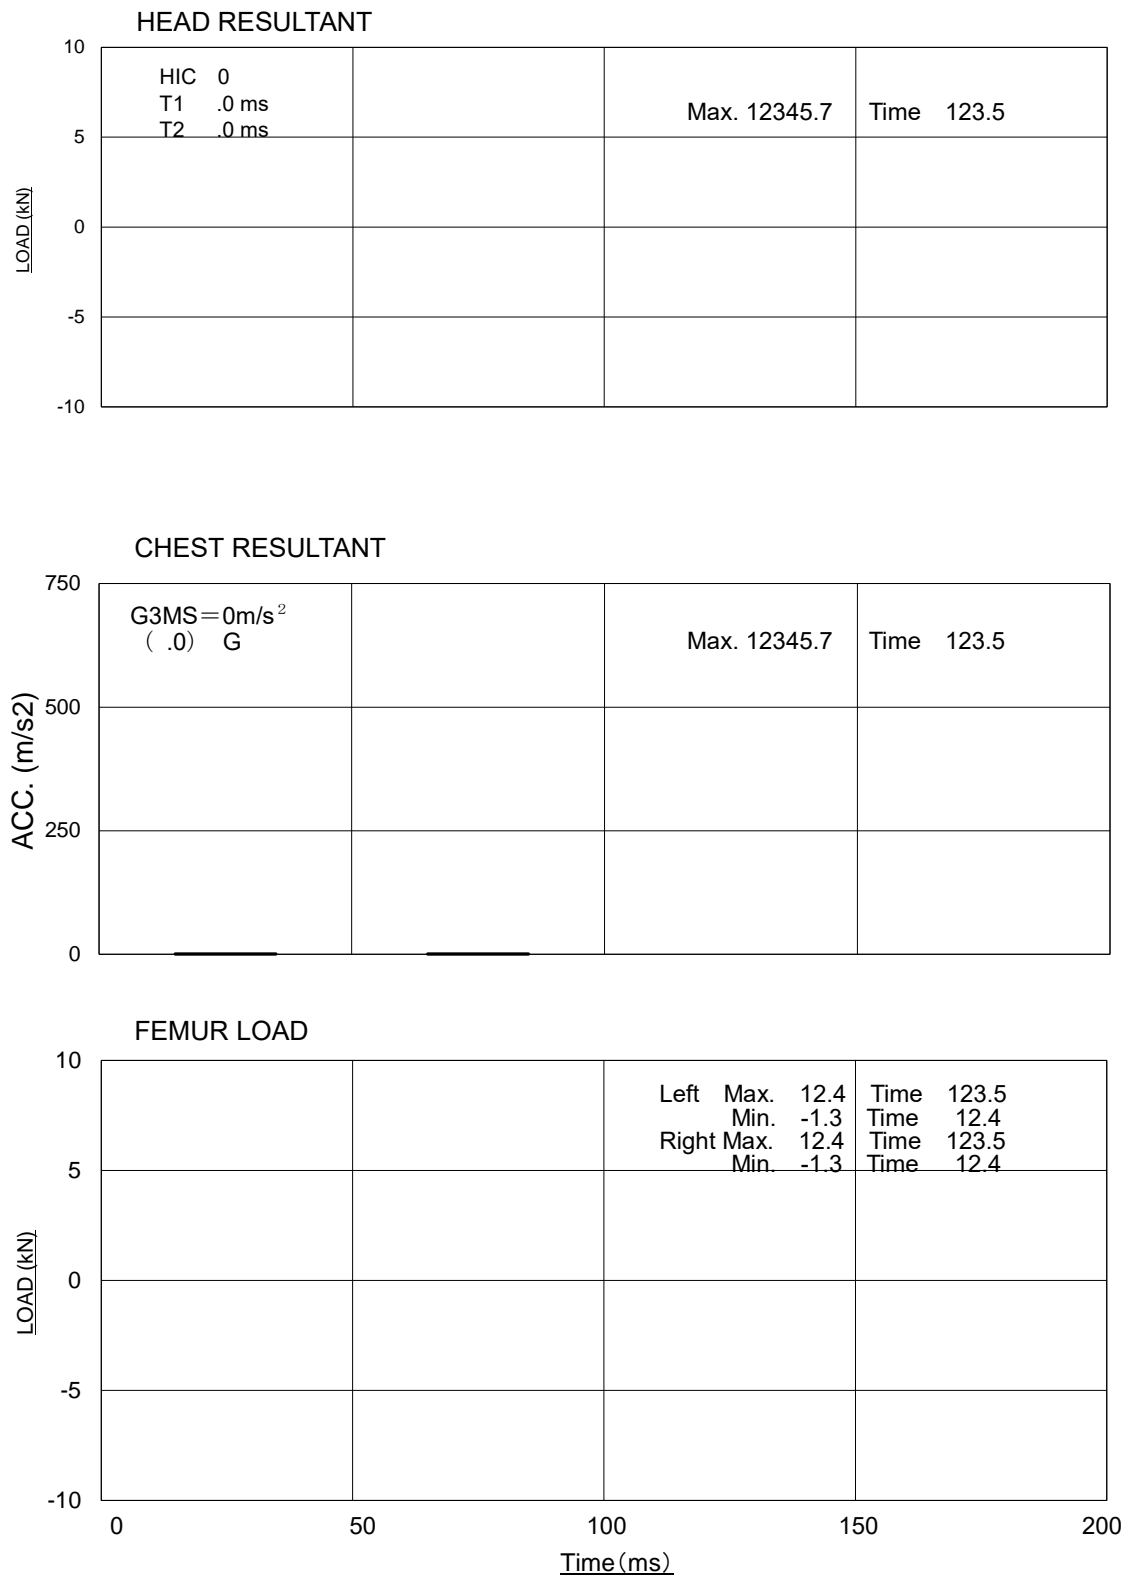 HEAD RESULTANT
10
HIC 0
T1 .0 ms
Max. 12345.7 Time 123.5
T2 .0 ms
5
LOAD (kN)
0
-5
-10
CHEST RESULTANT
750
G3MS＝0m/s²
（ .0） G
Max. 12345.7 Time 123.5
500
ACC. (m/s2)
250
0
FEMUR LOAD
10
Left Max. 12.4 Time 123.5
Min. -1.3 Time 12.4
Right Max. 12.4 Time 123.5
Min. -1.3 Time 12.4
5
LOAD (kN)
0
-5
-10
0 50 100 150 200
Time（ms）